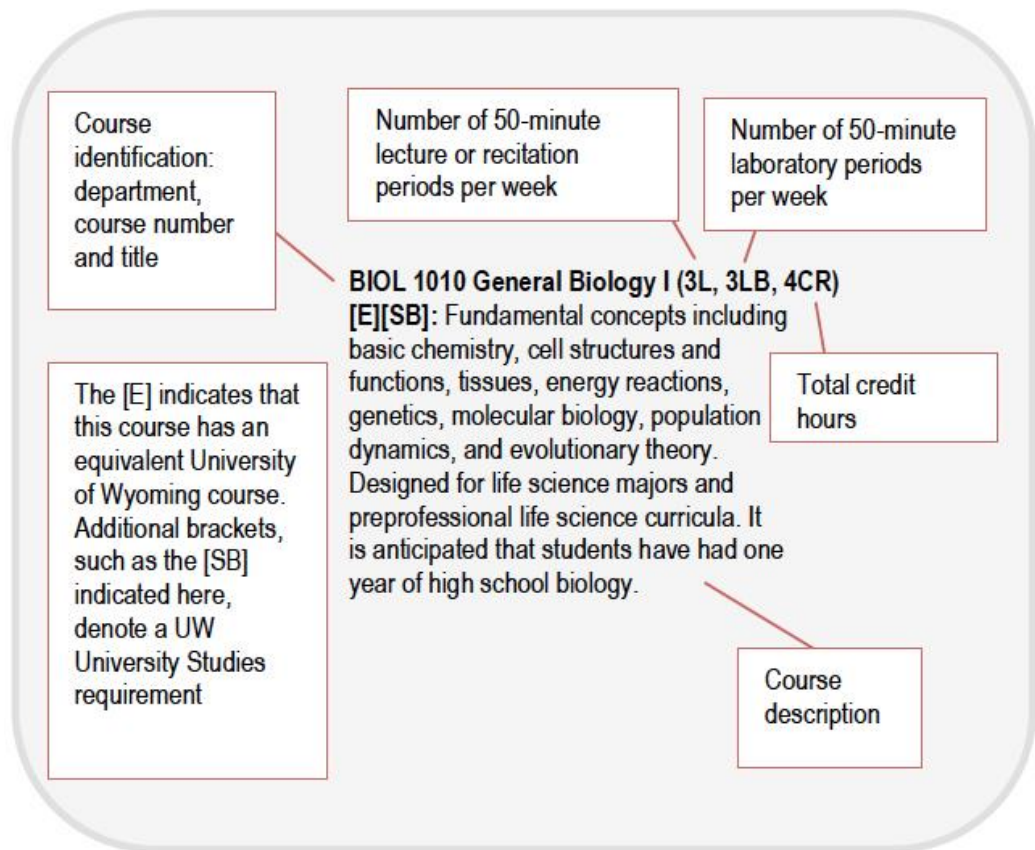 Course
identification:
department,
course number
and title
Number of 50-minute
lecture or recitation
periods per week
Number of 50-minute
laboratory periods
per week
BIOL 1010 General Biology I (3L, 3LB, 4CR)
[E][SB]: Fundamental concepts including
basic chemistry, cell structures and
functions, tissues, energy reactions,
genetics, molecular biology, population
dynamics, and evolutionary theory.
Designed for life science majors and
preprofessional life science curricula. It
is anticipated that students have had one
year of high school biology.
Total credit
hours
The [E] indicates that
this course has an
equivalent University
of Wyoming course.
Additional brackets,
such as the [SB]
indicated here,
denote a UW
University Studies
requirement
Course
description